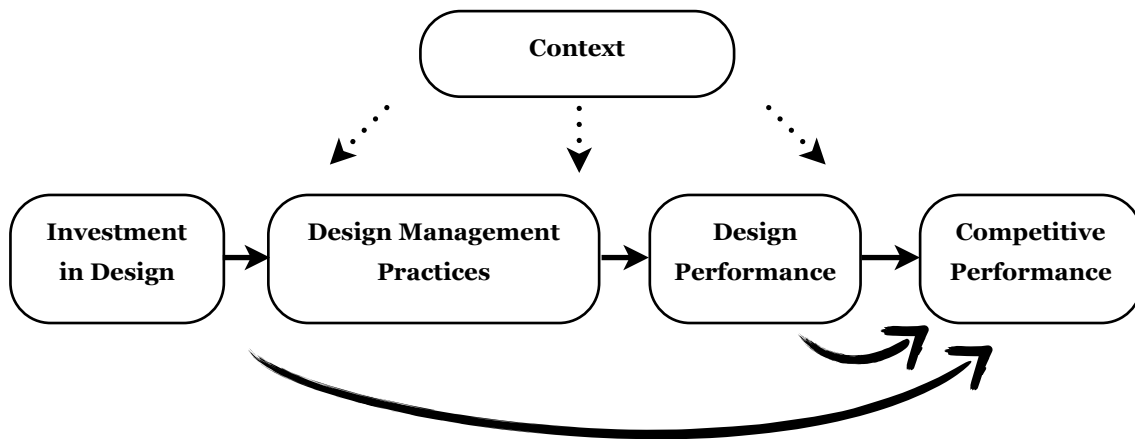 Context
Investment
in Design
Design Management
Practices
Design
Performance
Competitive
Performance